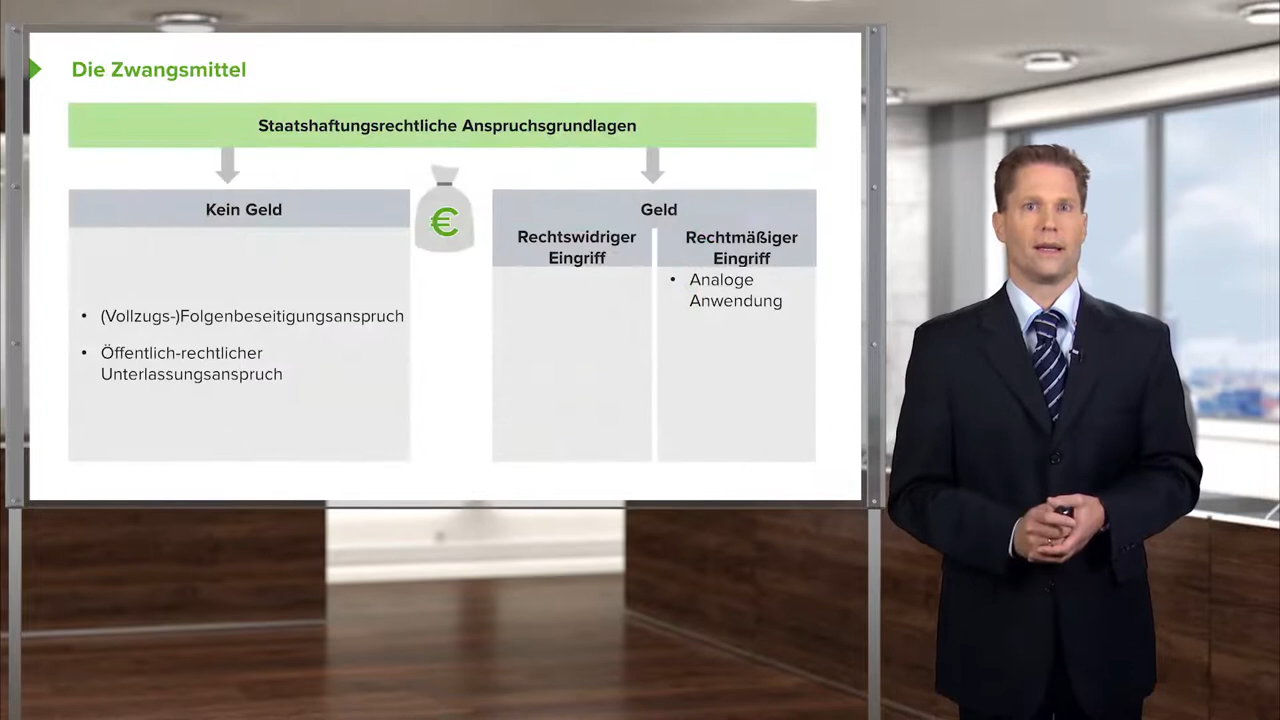 Die Zwangsmittel
Staatshaftungsrechtliche Anspruchsgrundlagen
Kein Geld
• (Vollzugs-)Folgenbeseitigungsanspruch
• Öffentlich-rechtlicher
Unterlassungsanspruch
€
Geld
Rechtswidriger
Eingriff
Rechtmäßiger
Eingriff
• Analoge
Anwendung